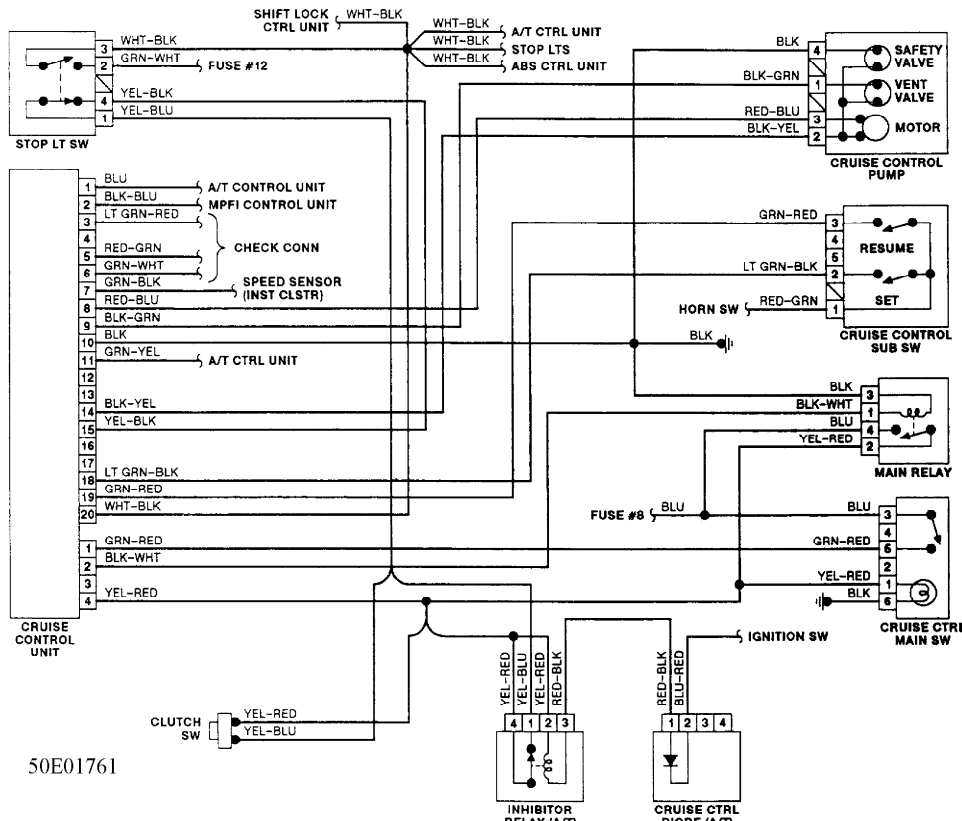 SHIFT LOCK
CTRL UNIT
WHT-BLK
WHT-BLK
A/T CTRL UNIT
WHT-BLK
STOP LTS
WHT-BLK
ABS CTRL UNIT
3
WHT-BLK
2
GRN-WHT
FUSE #12
4
YEL-BLK
1
YEL-BLU
STOP LT SW
BLK
4
SAFETY
VALVE
BLK-GRN
1
VENT
VALVE
RED-BLU
3
MOTOR
BLK-YEL
2
CRUISE CONTROL
PUMP
1
BLU
A/T CONTROL UNIT
2
BLK-BLU
MPFI CONTROL UNIT
3
LT GRN-RED
4
CHECK CONN
5
RED-GRN
6
GRN-WHT
7
GRN-BLK
SPEED SENSOR
(INST CLSTR)
8
RED-BLU
9
BLK-GRN
10
BLK
11
GRN-YEL
A/T CTRL UNIT
12
13
14
BLK-YEL
15
YEL-BLK
16
17
18
LT GRN-BLK
19
GRN-RED
20
WHT-BLK
1
GRN-RED
2
BLK-WHT
3
4
YEL-RED
CRUISE
CONTROL
UNIT
GRN-RED
3
RESUME
4
5
LT GRN-BLK
2
SET
HORN SW
RED-GRN
1
CRUISE CONTROL
SUB SW
BLK
BLK
3
BLK-WHT
1
BLU
4
YEL-RED
2
MAIN RELAY
FUSE #8
BLU
BLU
3
4
GRN-RED
5
2
YEL-RED
1
BLK
6
CRUISE CTRL
MAIN SW
IGNITION SW
CLUTCH
SW
YEL-RED
YEL-BLU
YEL-RED
YEL-BLU
YEL-RED
RED-BLK
4 1 2 3
INHIBITOR
RELAY (A/T)
RED-BLK
BLU-RED
1 2 3 4
CRUISE CTRL
DIODE (A/T)
50E01761